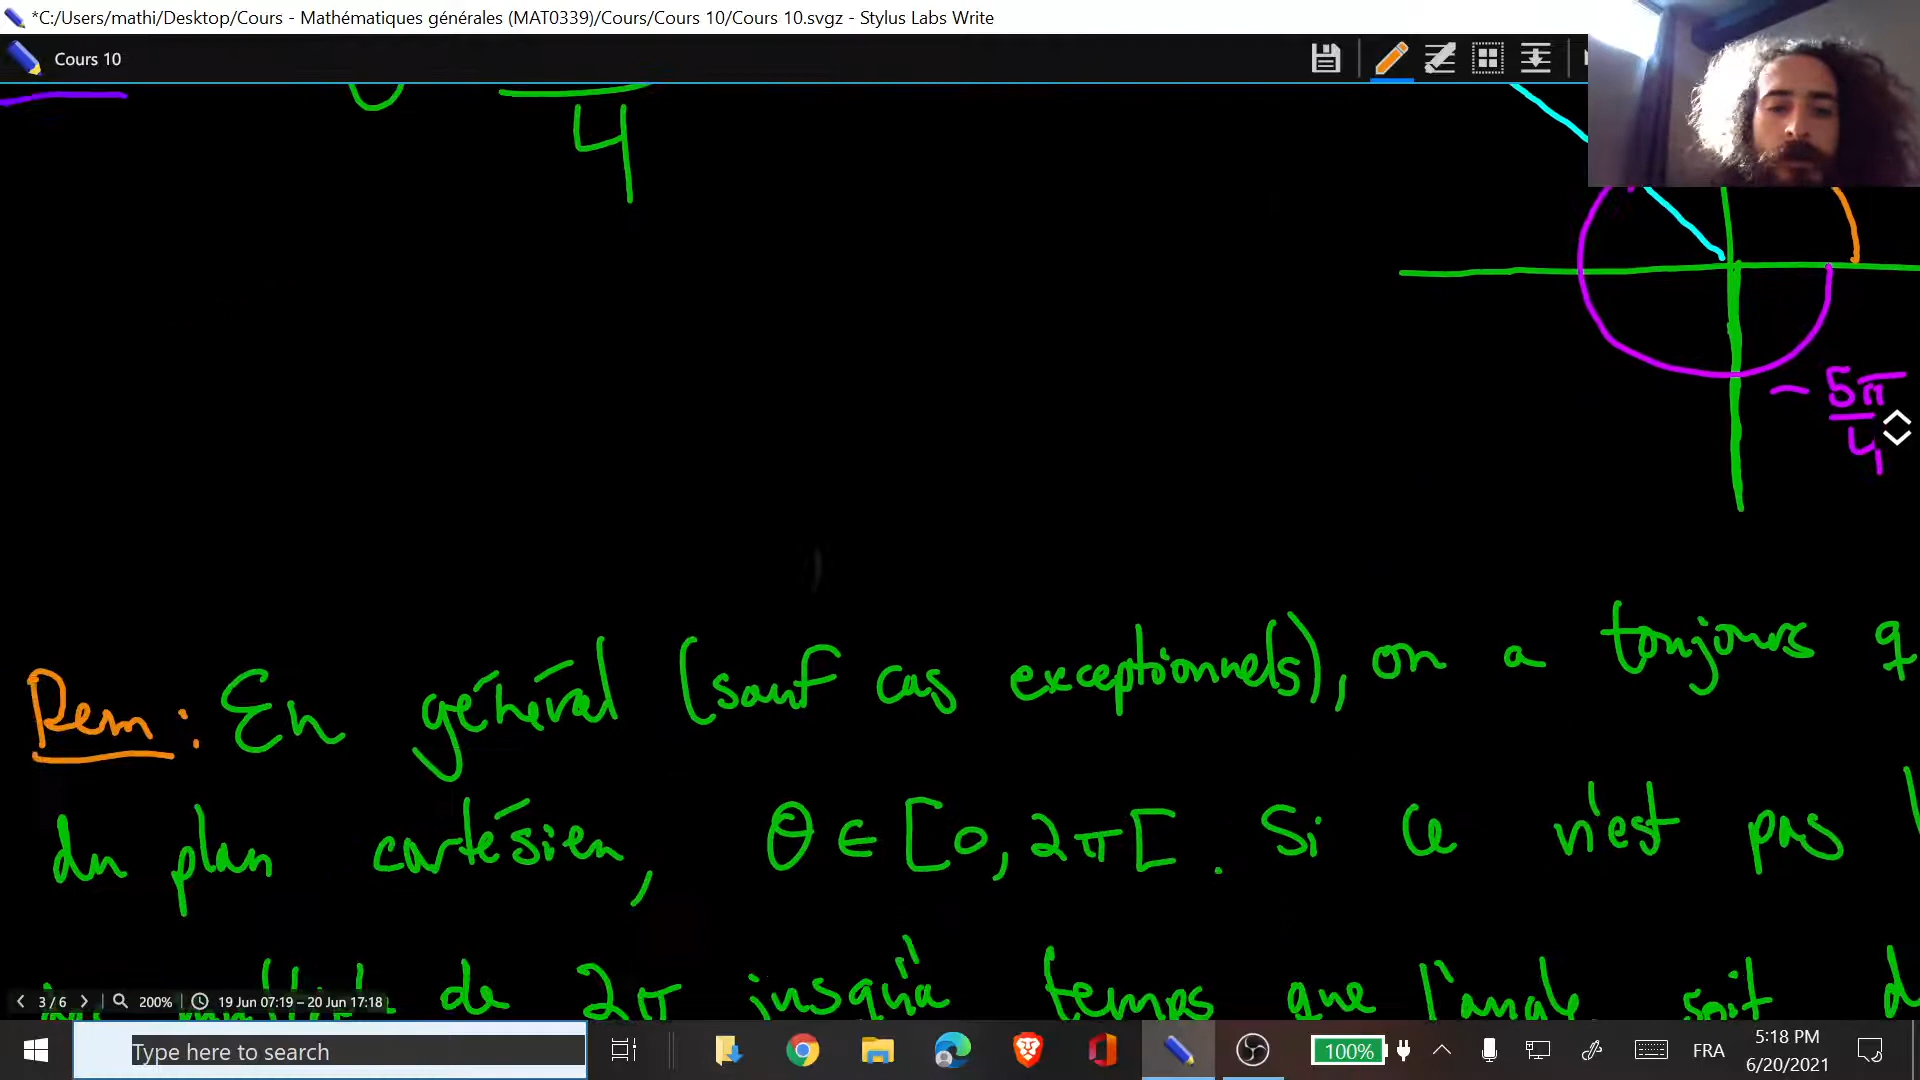 *C:/Users/mathi/Desktop/Cours - Mathématiques générales (MAT0339)/Cours/Cours 10/Cours 10.svgz - Stylus Labs Write
Cours 10
4
- 5π
4
Rem: En général (sauf cas exceptionnels), on a toujours q
du plan cartésien, θ ∈ [0, 2π[. Si ce n'est pas l
de 2π jusqu'à temps que l'angle soit d
3/6 200% 19 Jun 07:19 – 20 Jun 17:18
Type here to search
100%
FRA
5:18 PM
6/20/2021